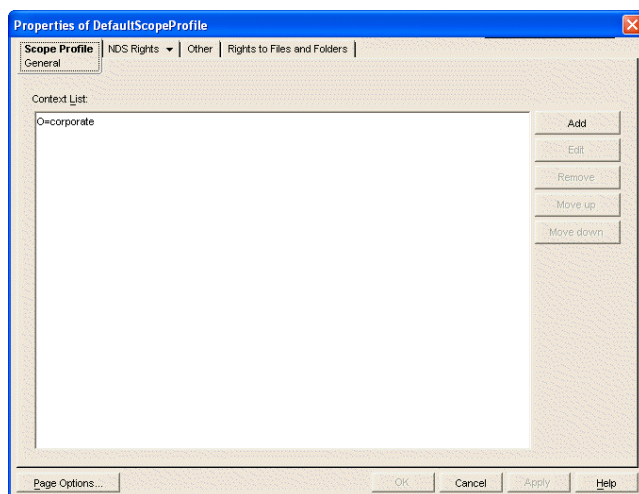 Properties of DefaultScopeProfile
Scope Profile NDS Rights Other Rights to Files and Folders
General
Context List:
O=corporate
Add
Edit
Remove
Move up
Move down
Page Options... OK Cancel Apply Help